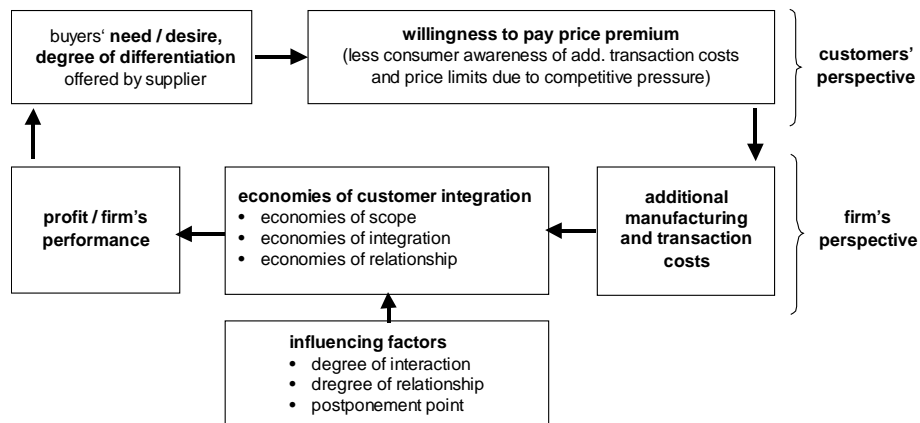 buyers‘ need / desire,
degree of differentiation
offered by supplier
willingness to pay price premium
(less consumer awareness of add. transaction costs
and price limits due to competitive pressure)
customers’
perspective
profit / firm’s
performance
economies of customer integration
• economies of scope
• economies of integration
• economies of relationship
additional
manufacturing
and transaction
costs
firm’s
perspective
influencing factors
• degree of interaction
• dregree of relationship
• postponement point